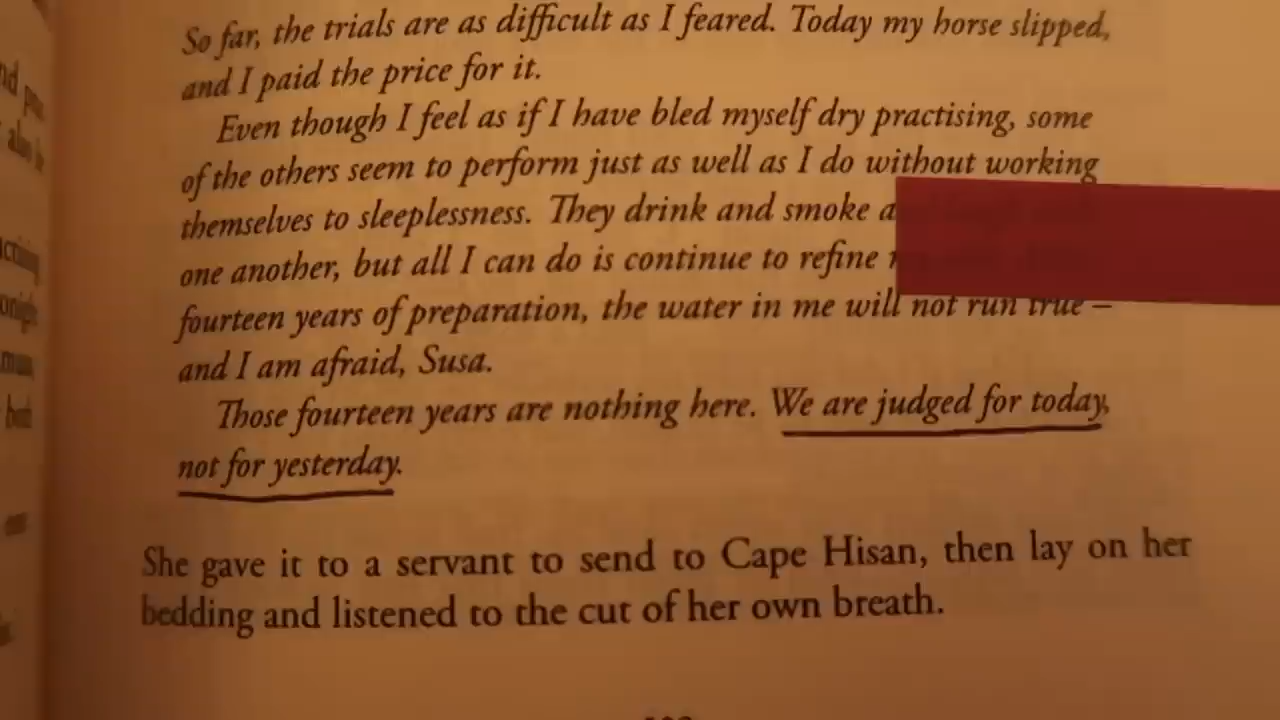 So far, the trials are as difficult as I feared. Today my horse slipped,
and I paid the price for it.
Even though I feel as if I have bled myself dry practising, some
of the others seem to perform just as well as I do without working
themselves to sleeplessness. They drink and smoke
one another, but all I can do is continue to refine
fourteen years of preparation, the water in me will not run true –
and I am afraid, Susa.
Those fourteen years are nothing here. We are judged for today,
not for yesterday.
She gave it to a servant to send to Cape Hisan, then lay on her
bedding and listened to the cut of her own breath.